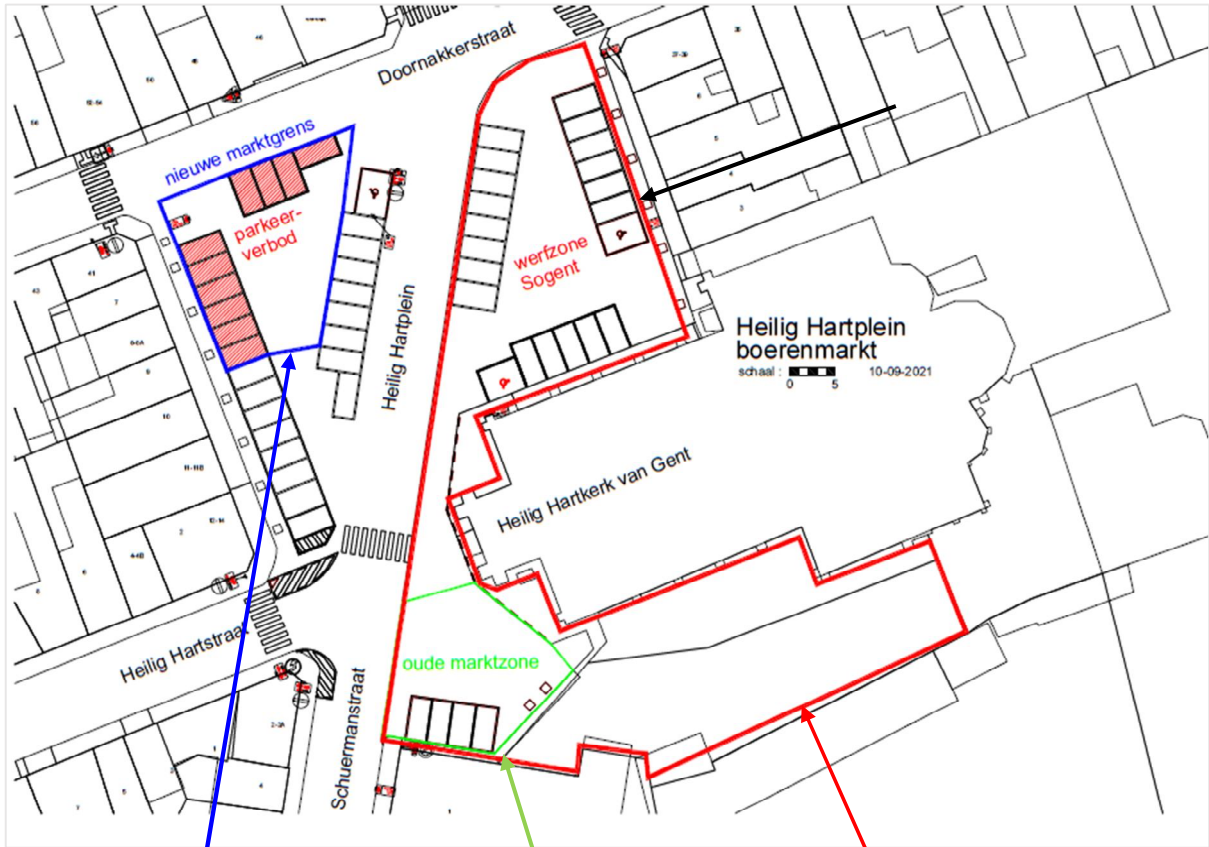 Doornakkerstraat
nieuwe marktgrens
parkeer-
verbod
werfzone
Sogent
Heilig Hartplein
Heilig Hartplein
boerenmarkt
schaal :
0 5
10-09-2021
Heilig Hartkerk van Gent
Heilig Hartstraat
oude marktzone
Schuermanstraat